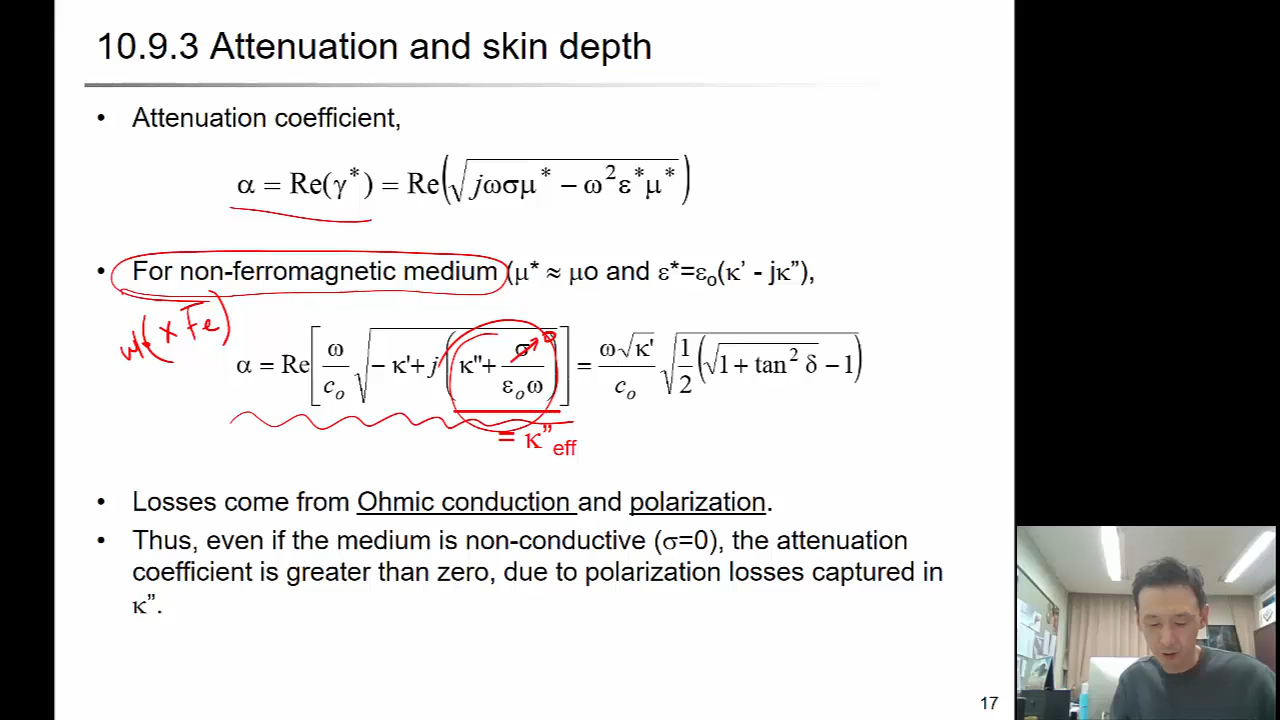 10.9.3 Attenuation and skin depth
• Attenuation coefficient,
α = Re(γ*) = Re(√(jωσμ* − ω²ε*μ*))
• For non-ferromagnetic medium (μ* ≈ μo and ε*=εo(κ' - jκ”),
(x Fe)
α = Re[ω/co √(− κ'+ j(κ"+ σ/(εoω)))] = ω√κ'/co √(1/2(√(1 + tan² δ) − 1))
0
= κ”eff
• Losses come from Ohmic conduction and polarization.
• Thus, even if the medium is non-conductive (σ=0), the attenuation
coefficient is greater than zero, due to polarization losses captured in
κ”.
17